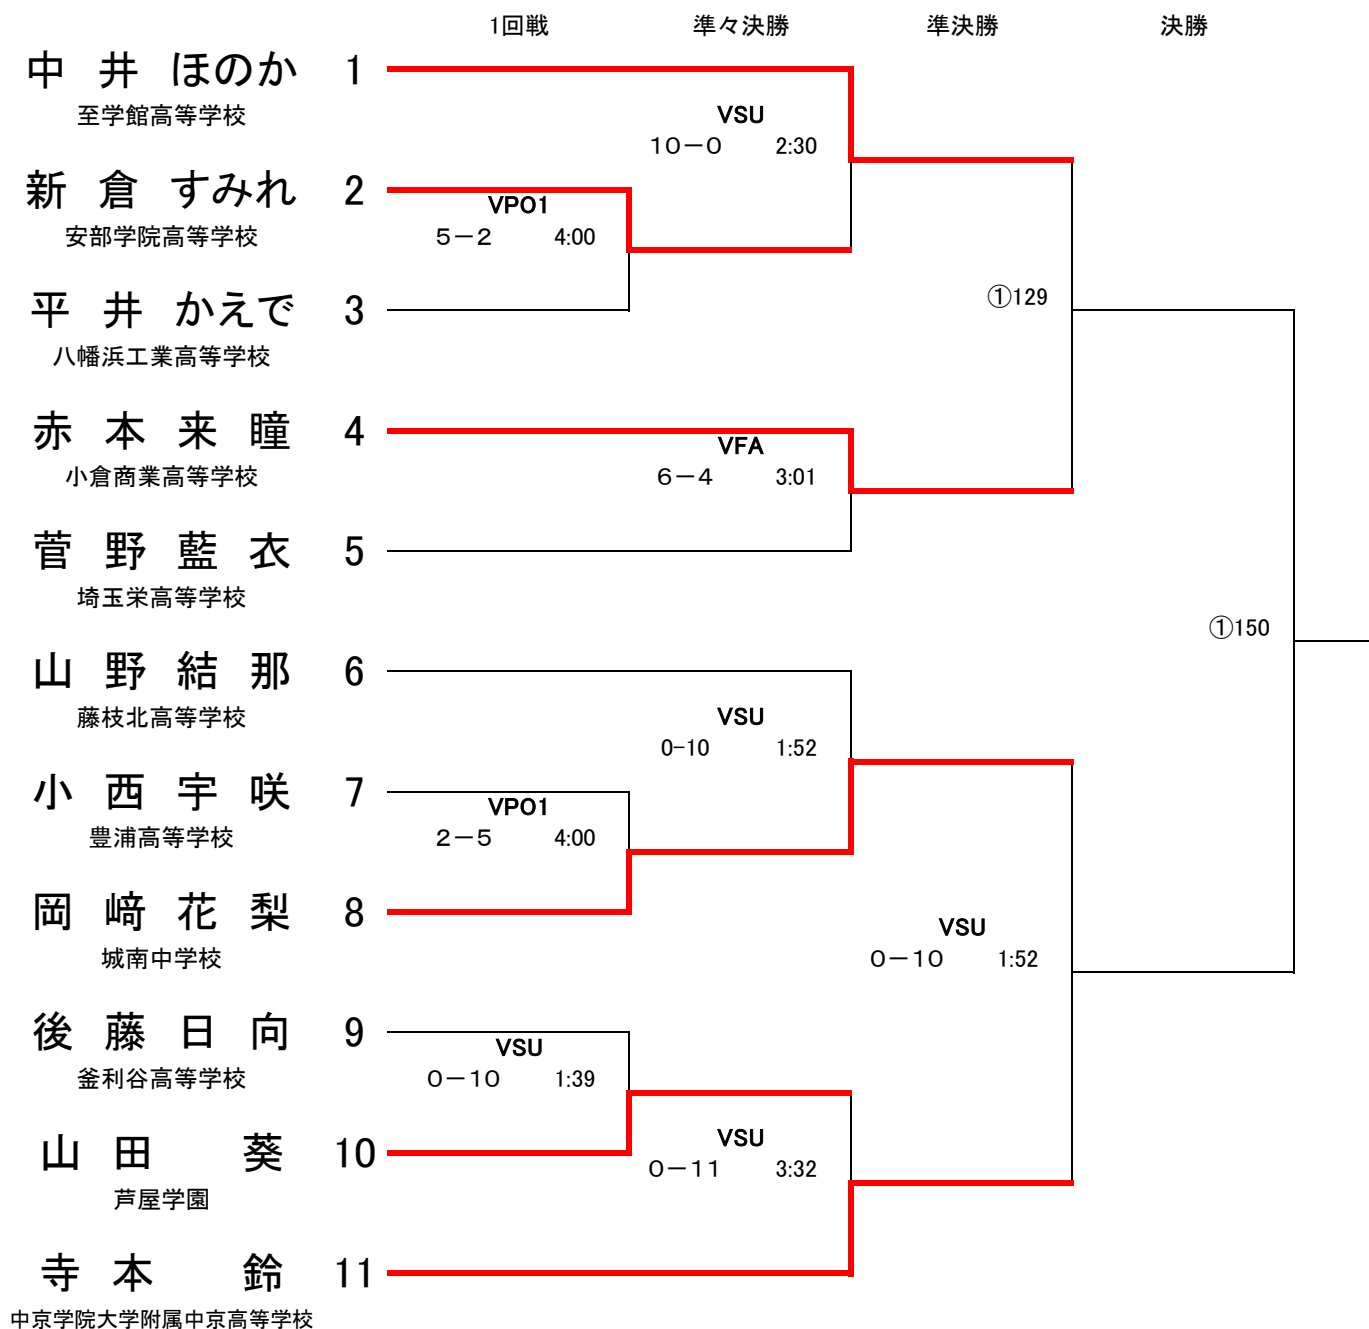 1回戦 準々決勝 準決勝 決勝
中 井 ほのか 1
至学館高等学校
VSU
10－0 2:30
新 倉 すみれ 2
安部学院高等学校
VPO1
5－2 4:00
平 井 かえで 3
八幡浜工業高等学校
①129
赤 本 来 瞳 4
小倉商業高等学校
VFA
6－4 3:01
菅 野 藍 衣 5
埼玉栄高等学校
①150
山 野 結 那 6
藤枝北高等学校
VSU
0-10 1:52
小 西 宇 咲 7
豊浦高等学校
VPO1
2－5 4:00
岡 﨑 花 梨 8
城南中学校
VSU
0－10 1:52
後 藤 日 向 9
釜利谷高等学校
VSU
0－10 1:39
山 田 葵 10
芦屋学園
VSU
0－11 3:32
寺 本 鈴 11
中京学院大学附属中京高等学校